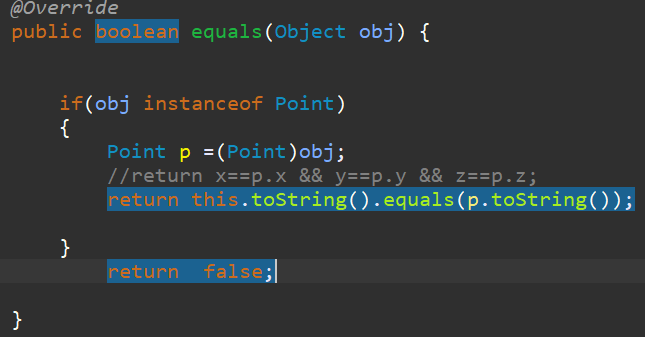 @Override
public boolean equals(Object obj) {
if(obj instanceof Point)
{
Point p =(Point)obj;
//return x==p.x && y==p.y && z==p.z;
return this.toString().equals(p.toString());
}
return  false;
}